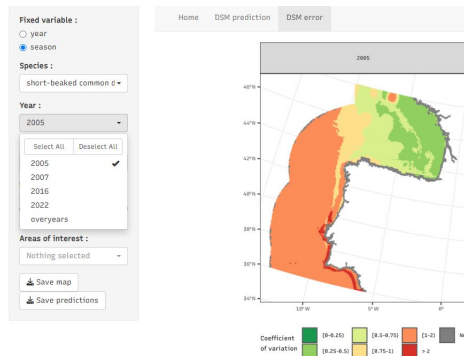 Fixed variable :
year
season
Species :
short-beaked common d
Year :
2005
Select All Deselect All
2005
2007
2016
2022
overyears
Areas of interest :
Nothing selected
Save map
Save predictions
Home DSM prediction DSM error
2005
46°N
44°N
42°N
40°N
38°N
36°N
34°N
10°W 5°W 0°
Coefficient
of variation
[0-0.25) [0.5-0.75) [1-2)
[0.25-0.5) [0.75-1) > 2